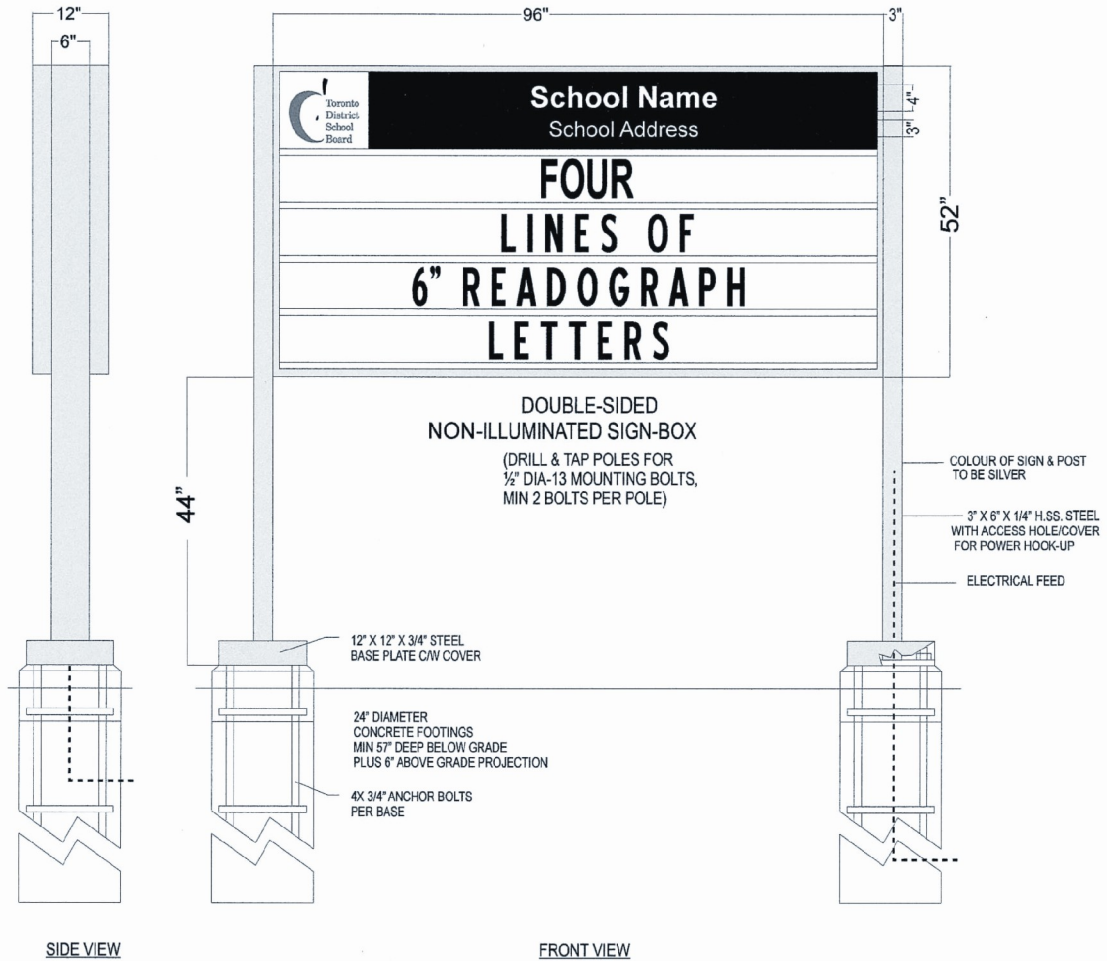 12"
6"
96"
3"
Toronto
District
School
Board
School Name
School Address
4"
3"
FOUR
LINES OF
6" READOGRAPH
LETTERS
52"
44"
DOUBLE-SIDED
NON-ILLUMINATED SIGN-BOX
(DRILL & TAP POLES FOR
½" DIA-13 MOUNTING BOLTS,
MIN 2 BOLTS PER POLE)
COLOUR OF SIGN & POST
TO BE SILVER
3" X 6" X 1/4" H.SS. STEEL
WITH ACCESS HOLE/COVER
FOR POWER HOOK-UP
ELECTRICAL FEED
12" X 12" X 3/4" STEEL
BASE PLATE C/W COVER
24" DIAMETER
CONCRETE FOOTINGS
MIN 57" DEEP BELOW GRADE
PLUS 6" ABOVE GRADE PROJECTION
4X 3/4" ANCHOR BOLTS
PER BASE
SIDE VIEW
FRONT VIEW